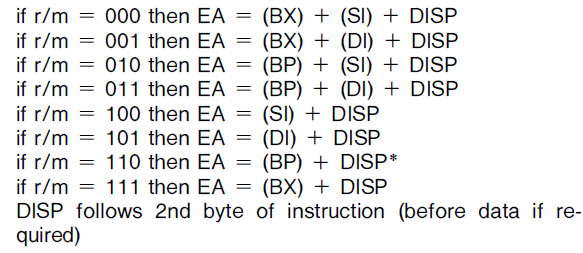 if r/m = 000 then EA = (BX) + (SI) + DISP
if r/m = 001 then EA = (BX) + (DI) + DISP
if r/m = 010 then EA = (BP) + (SI) + DISP
if r/m = 011 then EA = (BP) + (DI) + DISP
if r/m = 100 then EA = (SI) + DISP
if r/m = 101 then EA = (DI) + DISP
if r/m = 110 then EA = (BP) + DISP*
if r/m = 111 then EA = (BX) + DISP
DISP follows 2nd byte of instruction (before data if re-
quired)